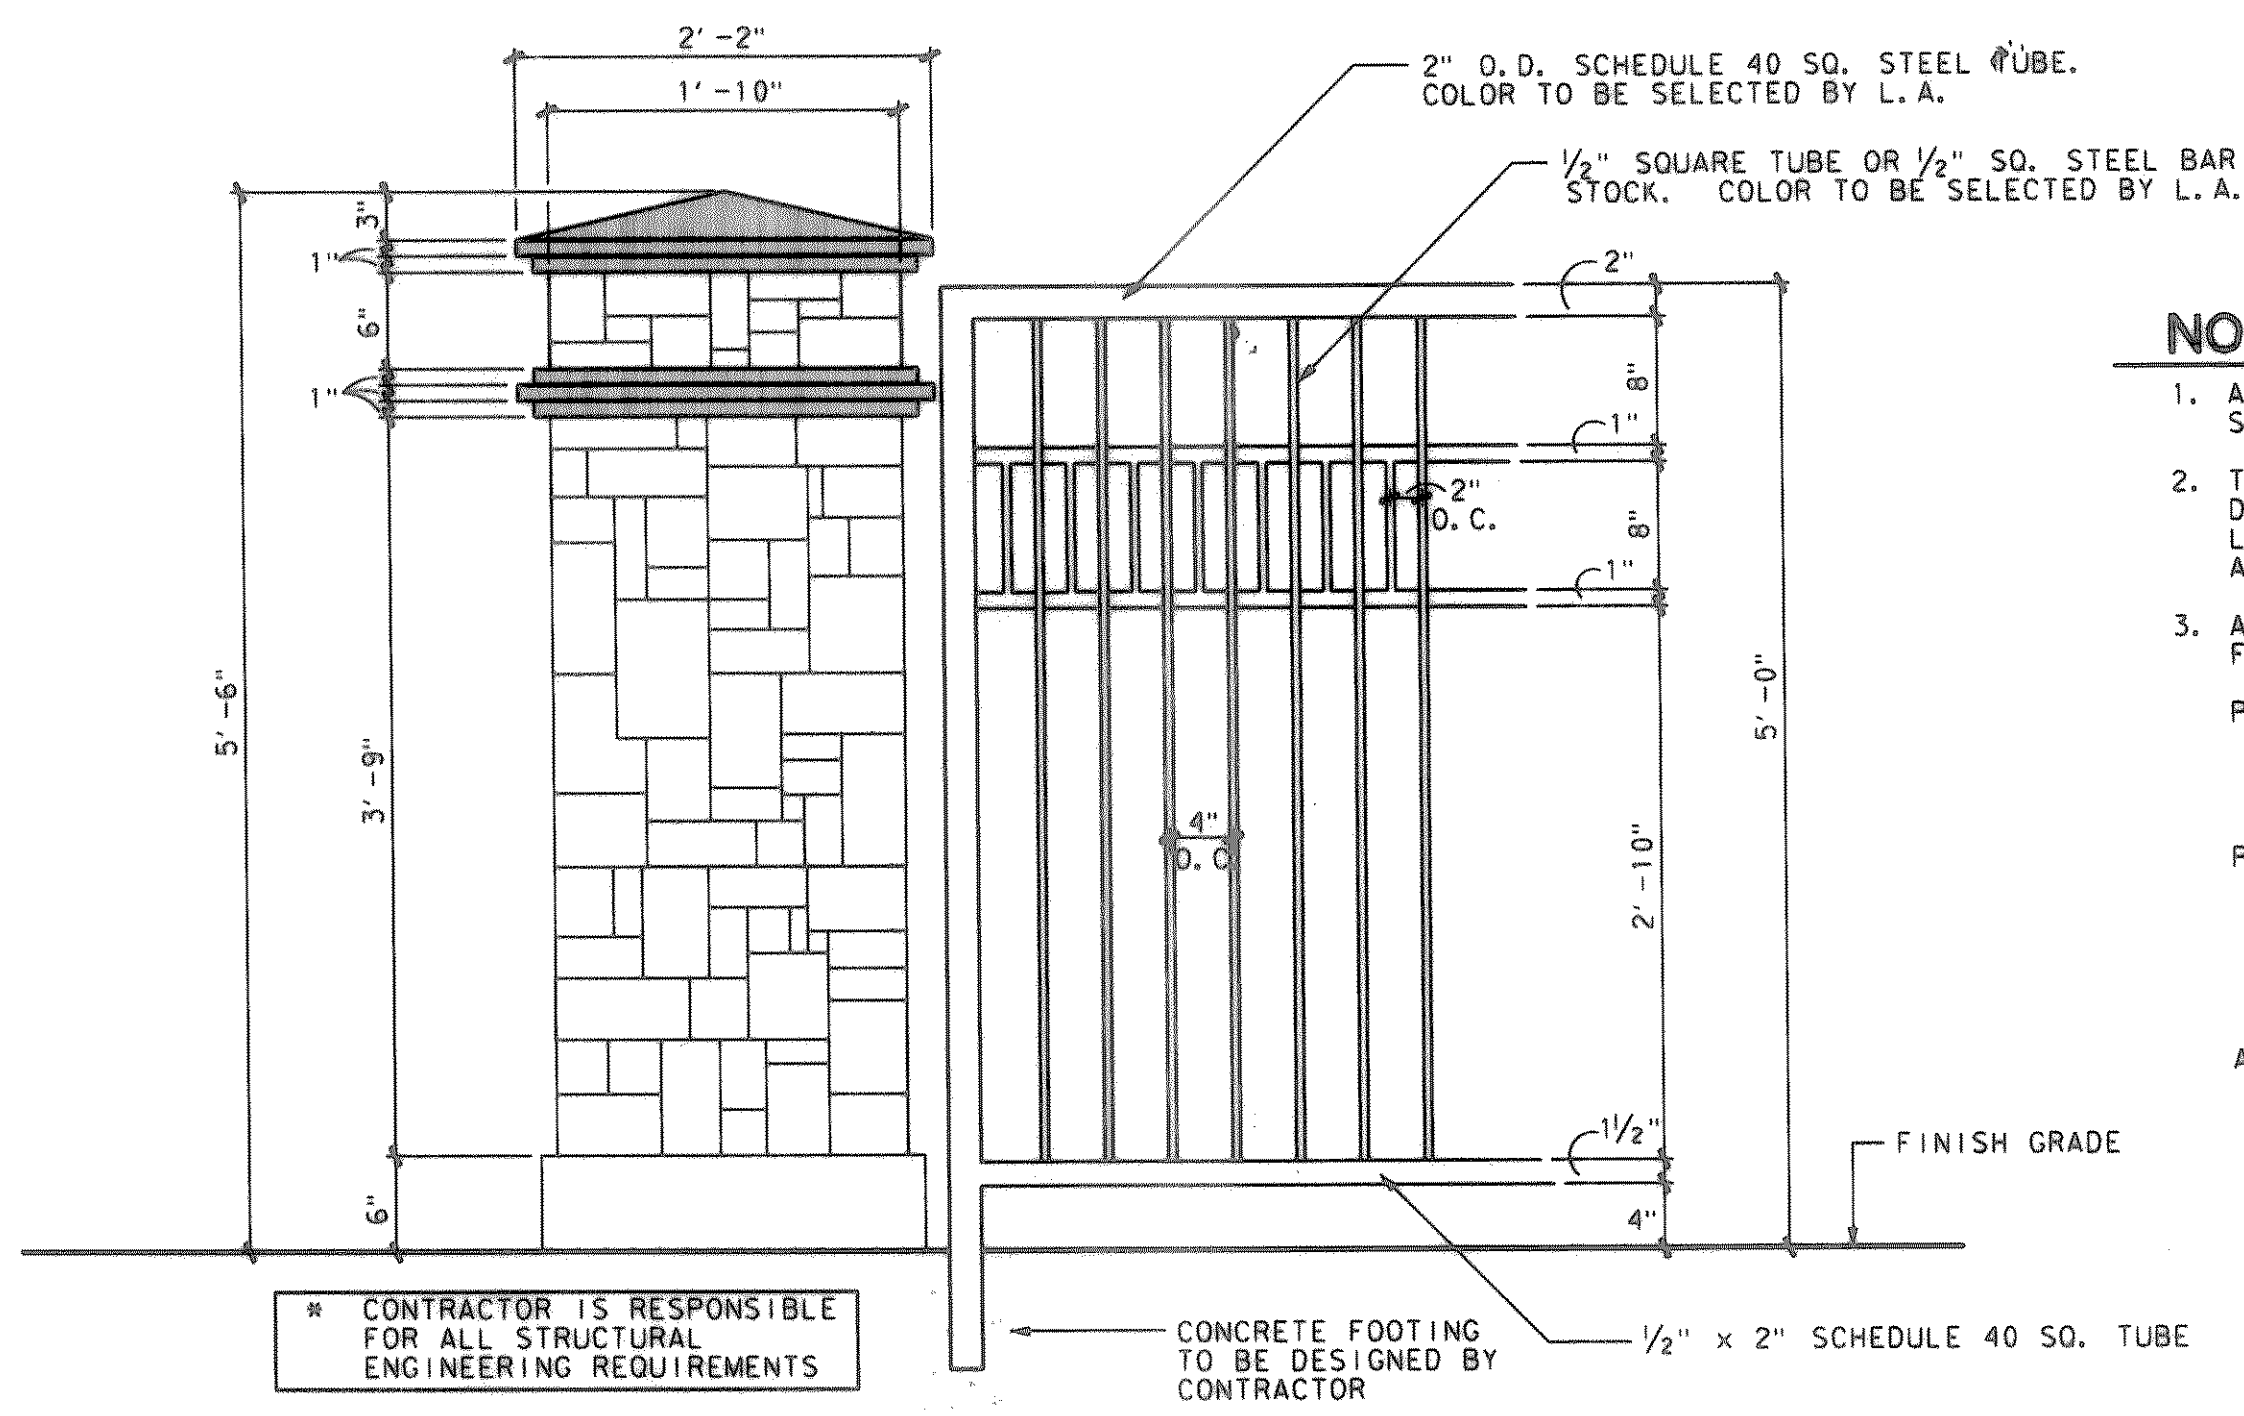 2'-2"
1'-10"
2" O.D. SCHEDULE 40 SQ. STEEL TUBE.
COLOR TO BE SELECTED BY L.A.
1/2" SQUARE TUBE OR 1/2" SQ. STEEL BAR
STOCK. COLOR TO BE SELECTED BY L.A.
3"
1"
6"
1"
5'-6"
3'-9"
6"
2"
8"
1"
2"
O.C.
8"
1"
4"
O.C.
2'-10"
5'-0"
1 1/2"
4"
FINISH GRADE
NO
1. A
S
2. T
D
L
A
3. A
F
P
P
A
* CONTRACTOR IS RESPONSIBLE
FOR ALL STRUCTURAL
ENGINEERING REQUIREMENTS
CONCRETE FOOTING
TO BE DESIGNED BY
CONTRACTOR
1/2" x 2" SCHEDULE 40 SQ. TUBE